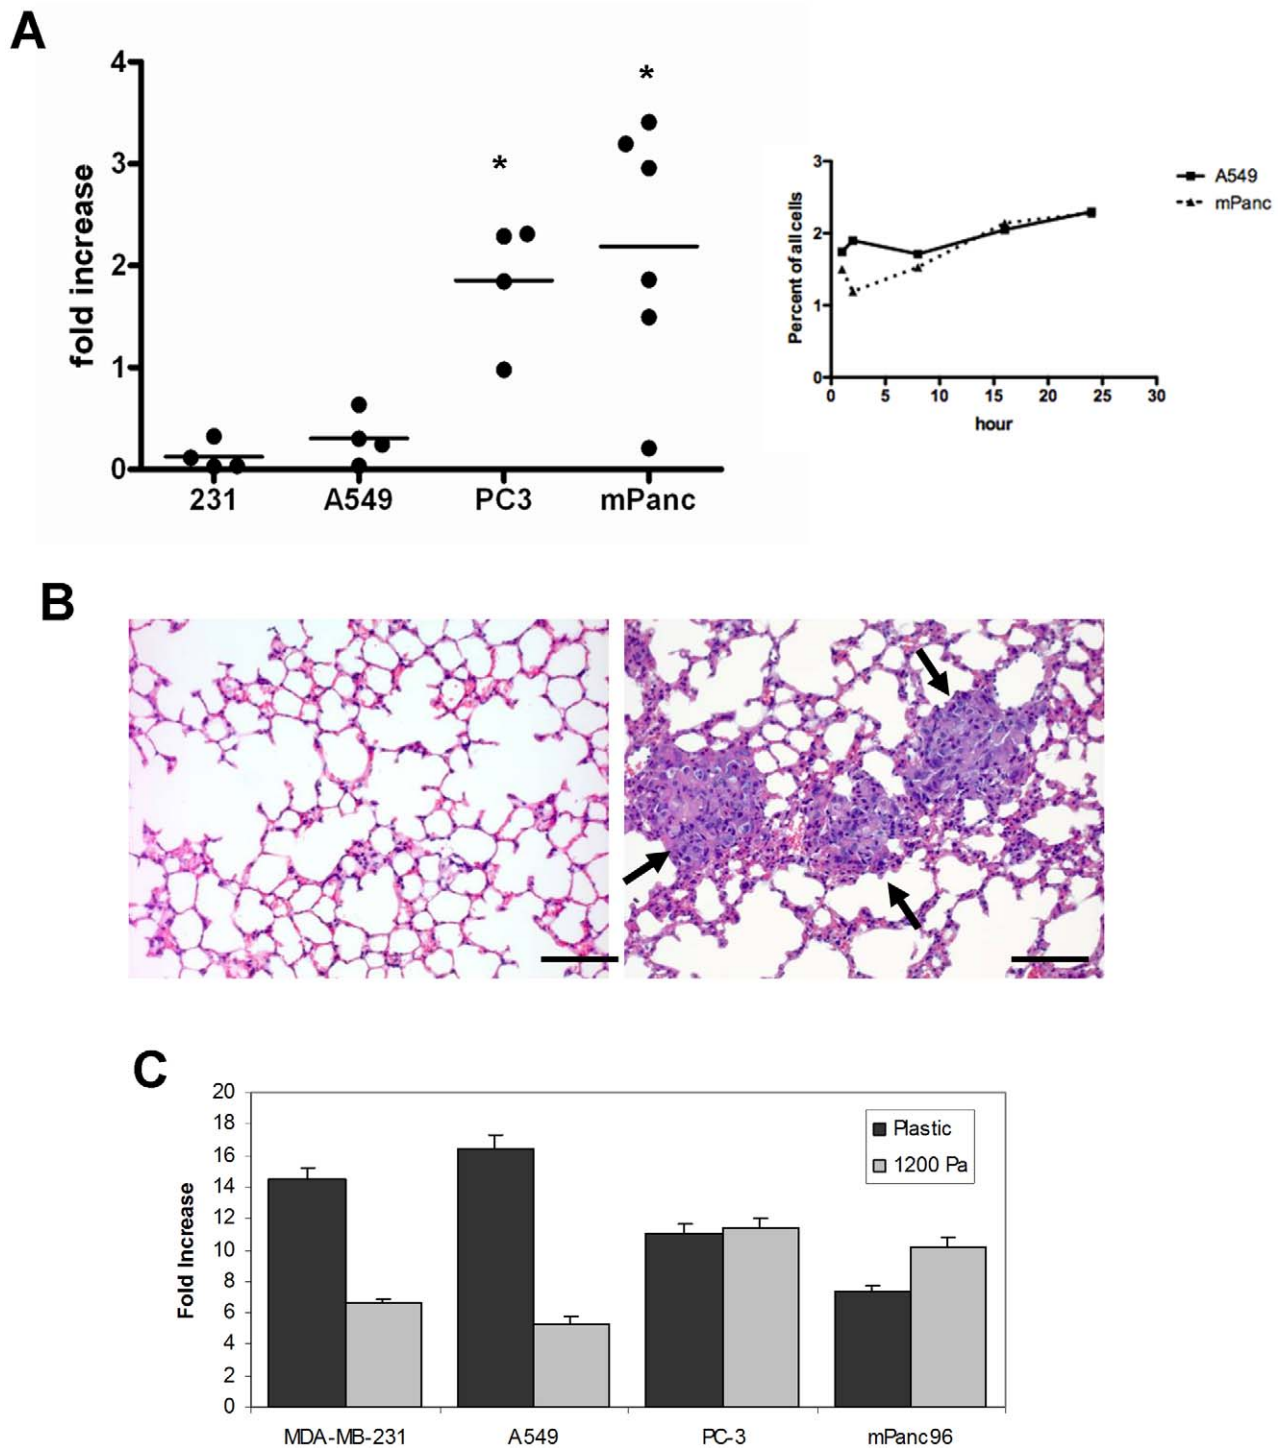 A
4
3
2
1
0
fold increase
*
*
231 A549 PC3 mPanc
3
2
1
0
Percent of all cells
0 5 10 15 20 25 30
hour
A549
mPanc
B
C
20
18
16
14
12
10
8
6
4
2
0
Fold Increase
Plastic
1200 Pa
MDA-MB-231 A549 PC-3 mPanc96